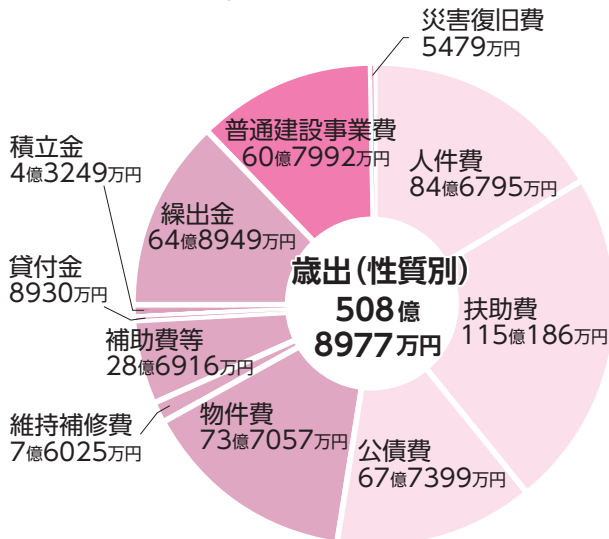 災害復旧費
5479万円
普通建設事業費
60億7992万円
人件費
84億6795万円
積立金
4億3249万円
繰出金
64億8949万円
歳出(性質別)
508億
8977万円
扶助費
115億186万円
貸付金
8930万円
補助費等
28億6916万円
物件費
73億7057万円
維持補修費
7億6025万円
公債費
67億7399万円